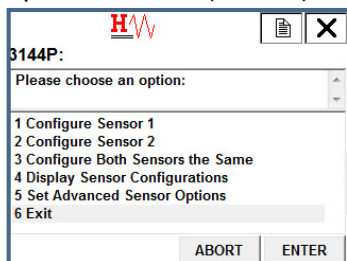 H
3144P:
Please choose an option:
1 Configure Sensor 1
2 Configure Sensor 2
3 Configure Both Sensors the Same
4 Display Sensor Configurations
5 Set Advanced Sensor Options
6 Exit
ABORT ENTER